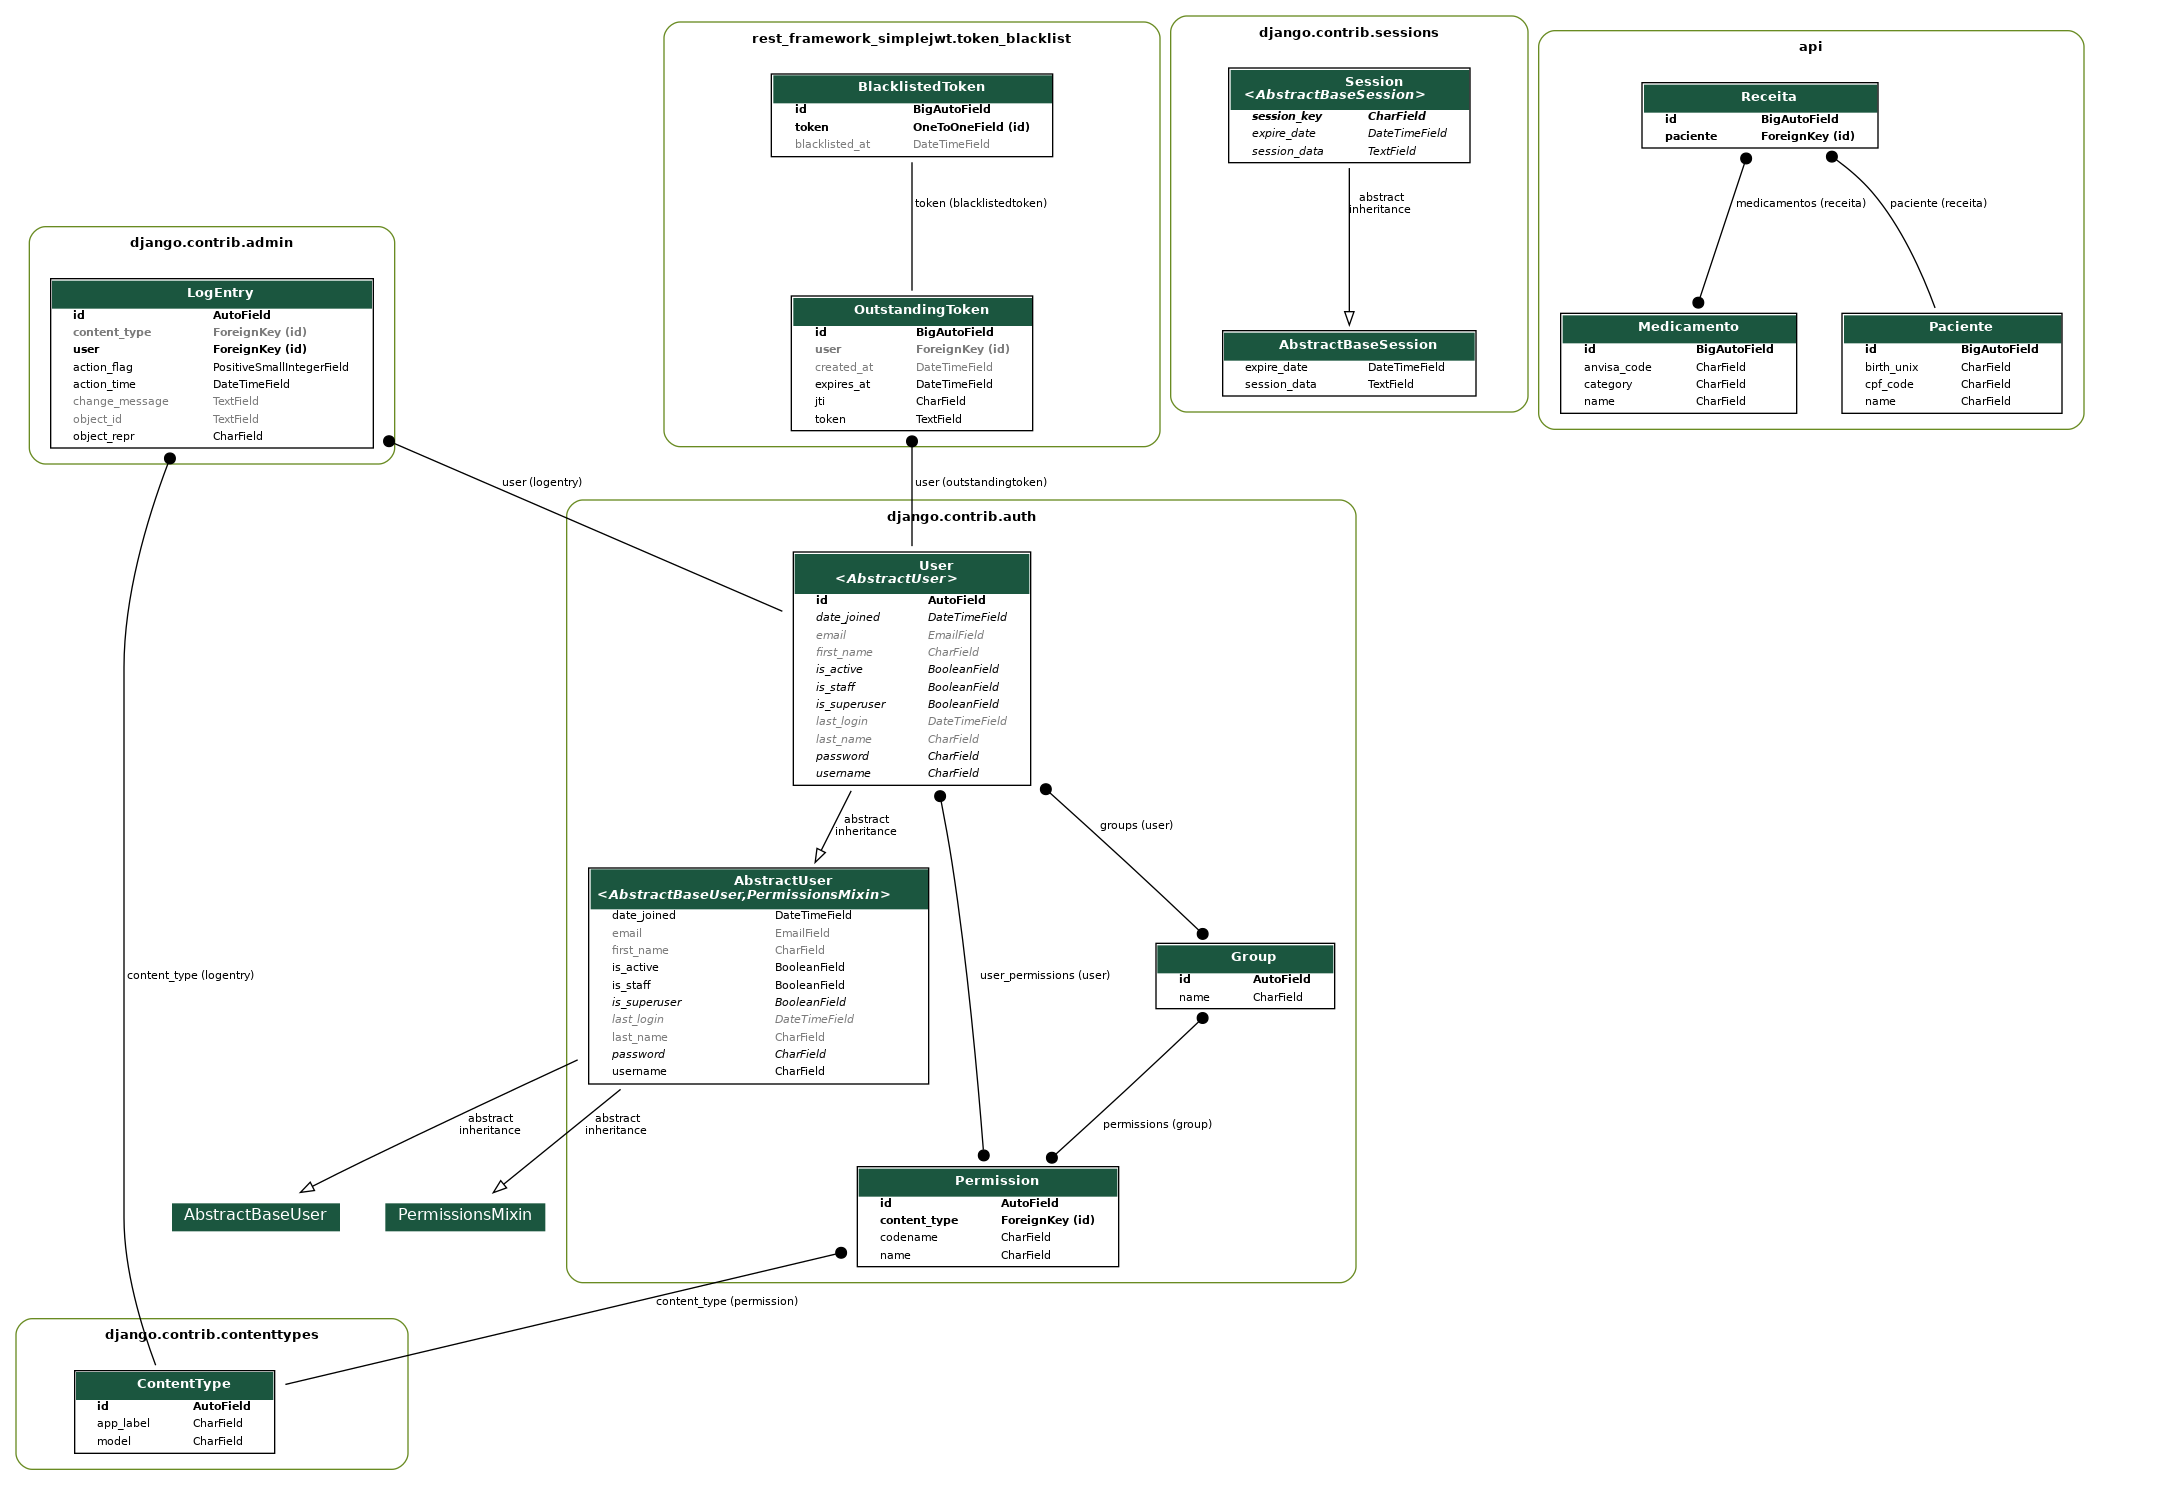 rest_framework_simplejwt.token_blacklist
BlacklistedToken
id BigAutoField
token OneToOneField (id)
blacklisted_at DateTimeField
token (blacklistedtoken)
OutstandingToken
id BigAutoField
user ForeignKey (id)
created_at DateTimeField
expires_at DateTimeField
jti CharField
token TextField
django.contrib.sessions
Session
<AbstractBaseSession>
session_key CharField
expire_date DateTimeField
session_data TextField
abstract
inheritance
AbstractBaseSession
expire_date DateTimeField
session_data TextField
api
Receita
id BigAutoField
paciente ForeignKey (id)
medicamentos (receita)
paciente (receita)
Medicamento
id BigAutoField
anvisa_code CharField
category CharField
name CharField
Paciente
id BigAutoField
birth_unix CharField
cpf_code CharField
name CharField
django.contrib.admin
LogEntry
id AutoField
content_type ForeignKey (id)
user ForeignKey (id)
action_flag PositiveSmallIntegerField
action_time DateTimeField
change_message TextField
object_id TextField
object_repr CharField
user (logentry)
user (outstandingtoken)
django.contrib.auth
User
<AbstractUser>
id AutoField
date_joined DateTimeField
email EmailField
first_name CharField
is_active BooleanField
is_staff BooleanField
is_superuser BooleanField
last_login DateTimeField
last_name CharField
password CharField
username CharField
abstract
inheritance
groups (user)
AbstractUser
<AbstractBaseUser,PermissionsMixin>
date_joined DateTimeField
email EmailField
first_name CharField
is_active BooleanField
is_staff BooleanField
is_superuser BooleanField
last_login DateTimeField
last_name CharField
password CharField
username CharField
content_type (logentry)
user_permissions (user)
Group
id AutoField
name CharField
abstract
inheritance
abstract
inheritance
permissions (group)
AbstractBaseUser
PermissionsMixin
Permission
id AutoField
content_type ForeignKey (id)
codename CharField
name CharField
content_type (permission)
django.contrib.contenttypes
ContentType
id AutoField
app_label CharField
model CharField